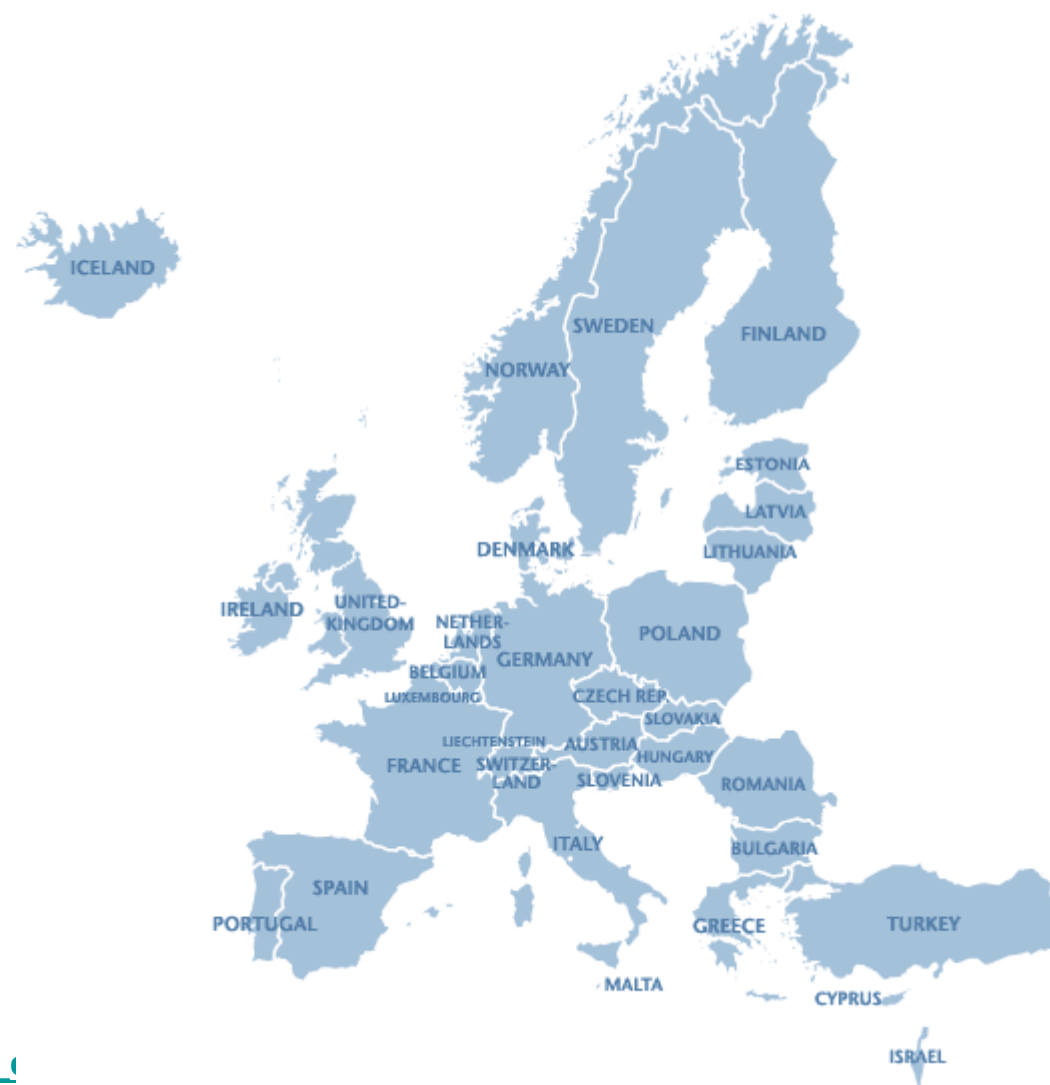 ICELAND
SWEDEN
FINLAND
NORWAY
ESTONIA
LATVIA
DENMARK
LITHUANIA
IRELAND
UNITED-
KINGDOM
NETHER-
LANDS
POLAND
GERMANY
BELGIUM
LUXEMBOURG
CZECH REP.
SLOVAKIA
LIECHTENSTEIN
AUSTRIA
HUNGARY
FRANCE
SWITZER-
LAND
SLOVENIA
ROMANIA
ITALY
BULGARIA
SPAIN
PORTUGAL
GREECE
TURKEY
MALTA
CYPRUS
ISRAEL